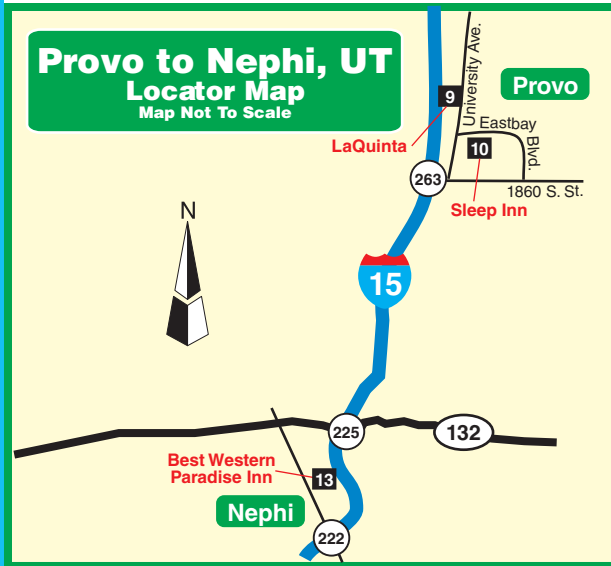 Provo to Nephi, UT
Locator Map
Map Not To Scale
University Ave.
9
Provo
Eastbay
Blvd.
LaQuinta
10
263
1860 S. St.
Sleep Inn
N
15
225
132
Best Western
Paradise Inn
13
Nephi
222